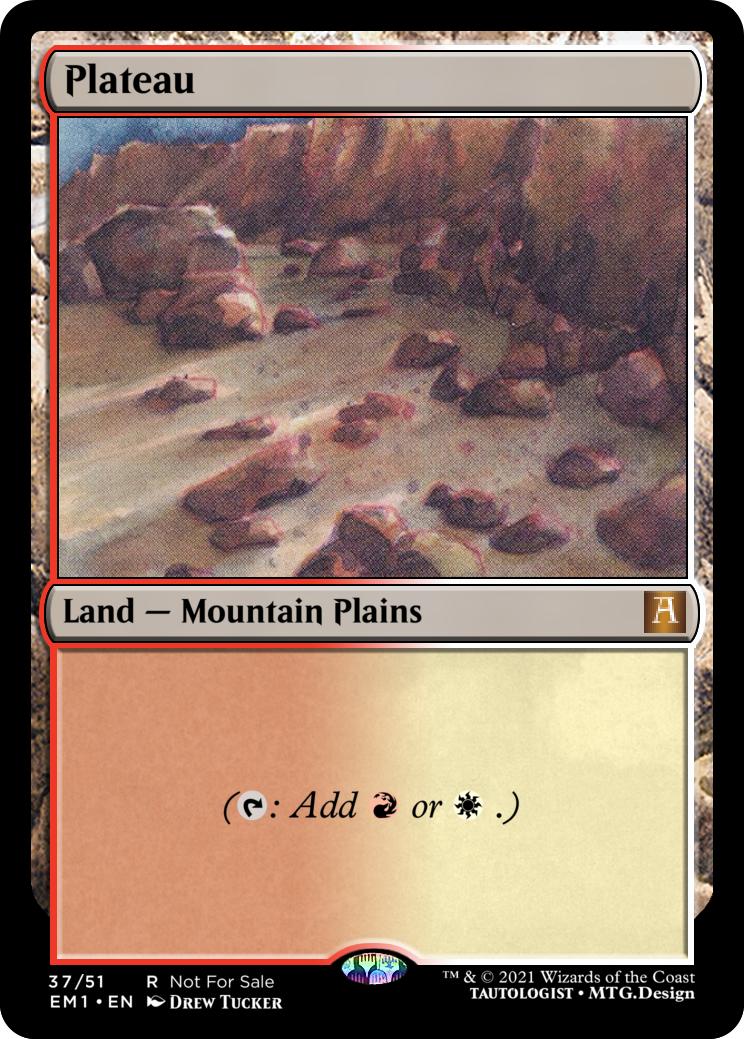 Plateau
Land — Mountain Plains
A
(: Add or .)
37/51 R Not For Sale
EM1 • EN DREW TUCKER
™ & © 2021 Wizards of the Coast
TAUTOLOGIST • MTG.Design